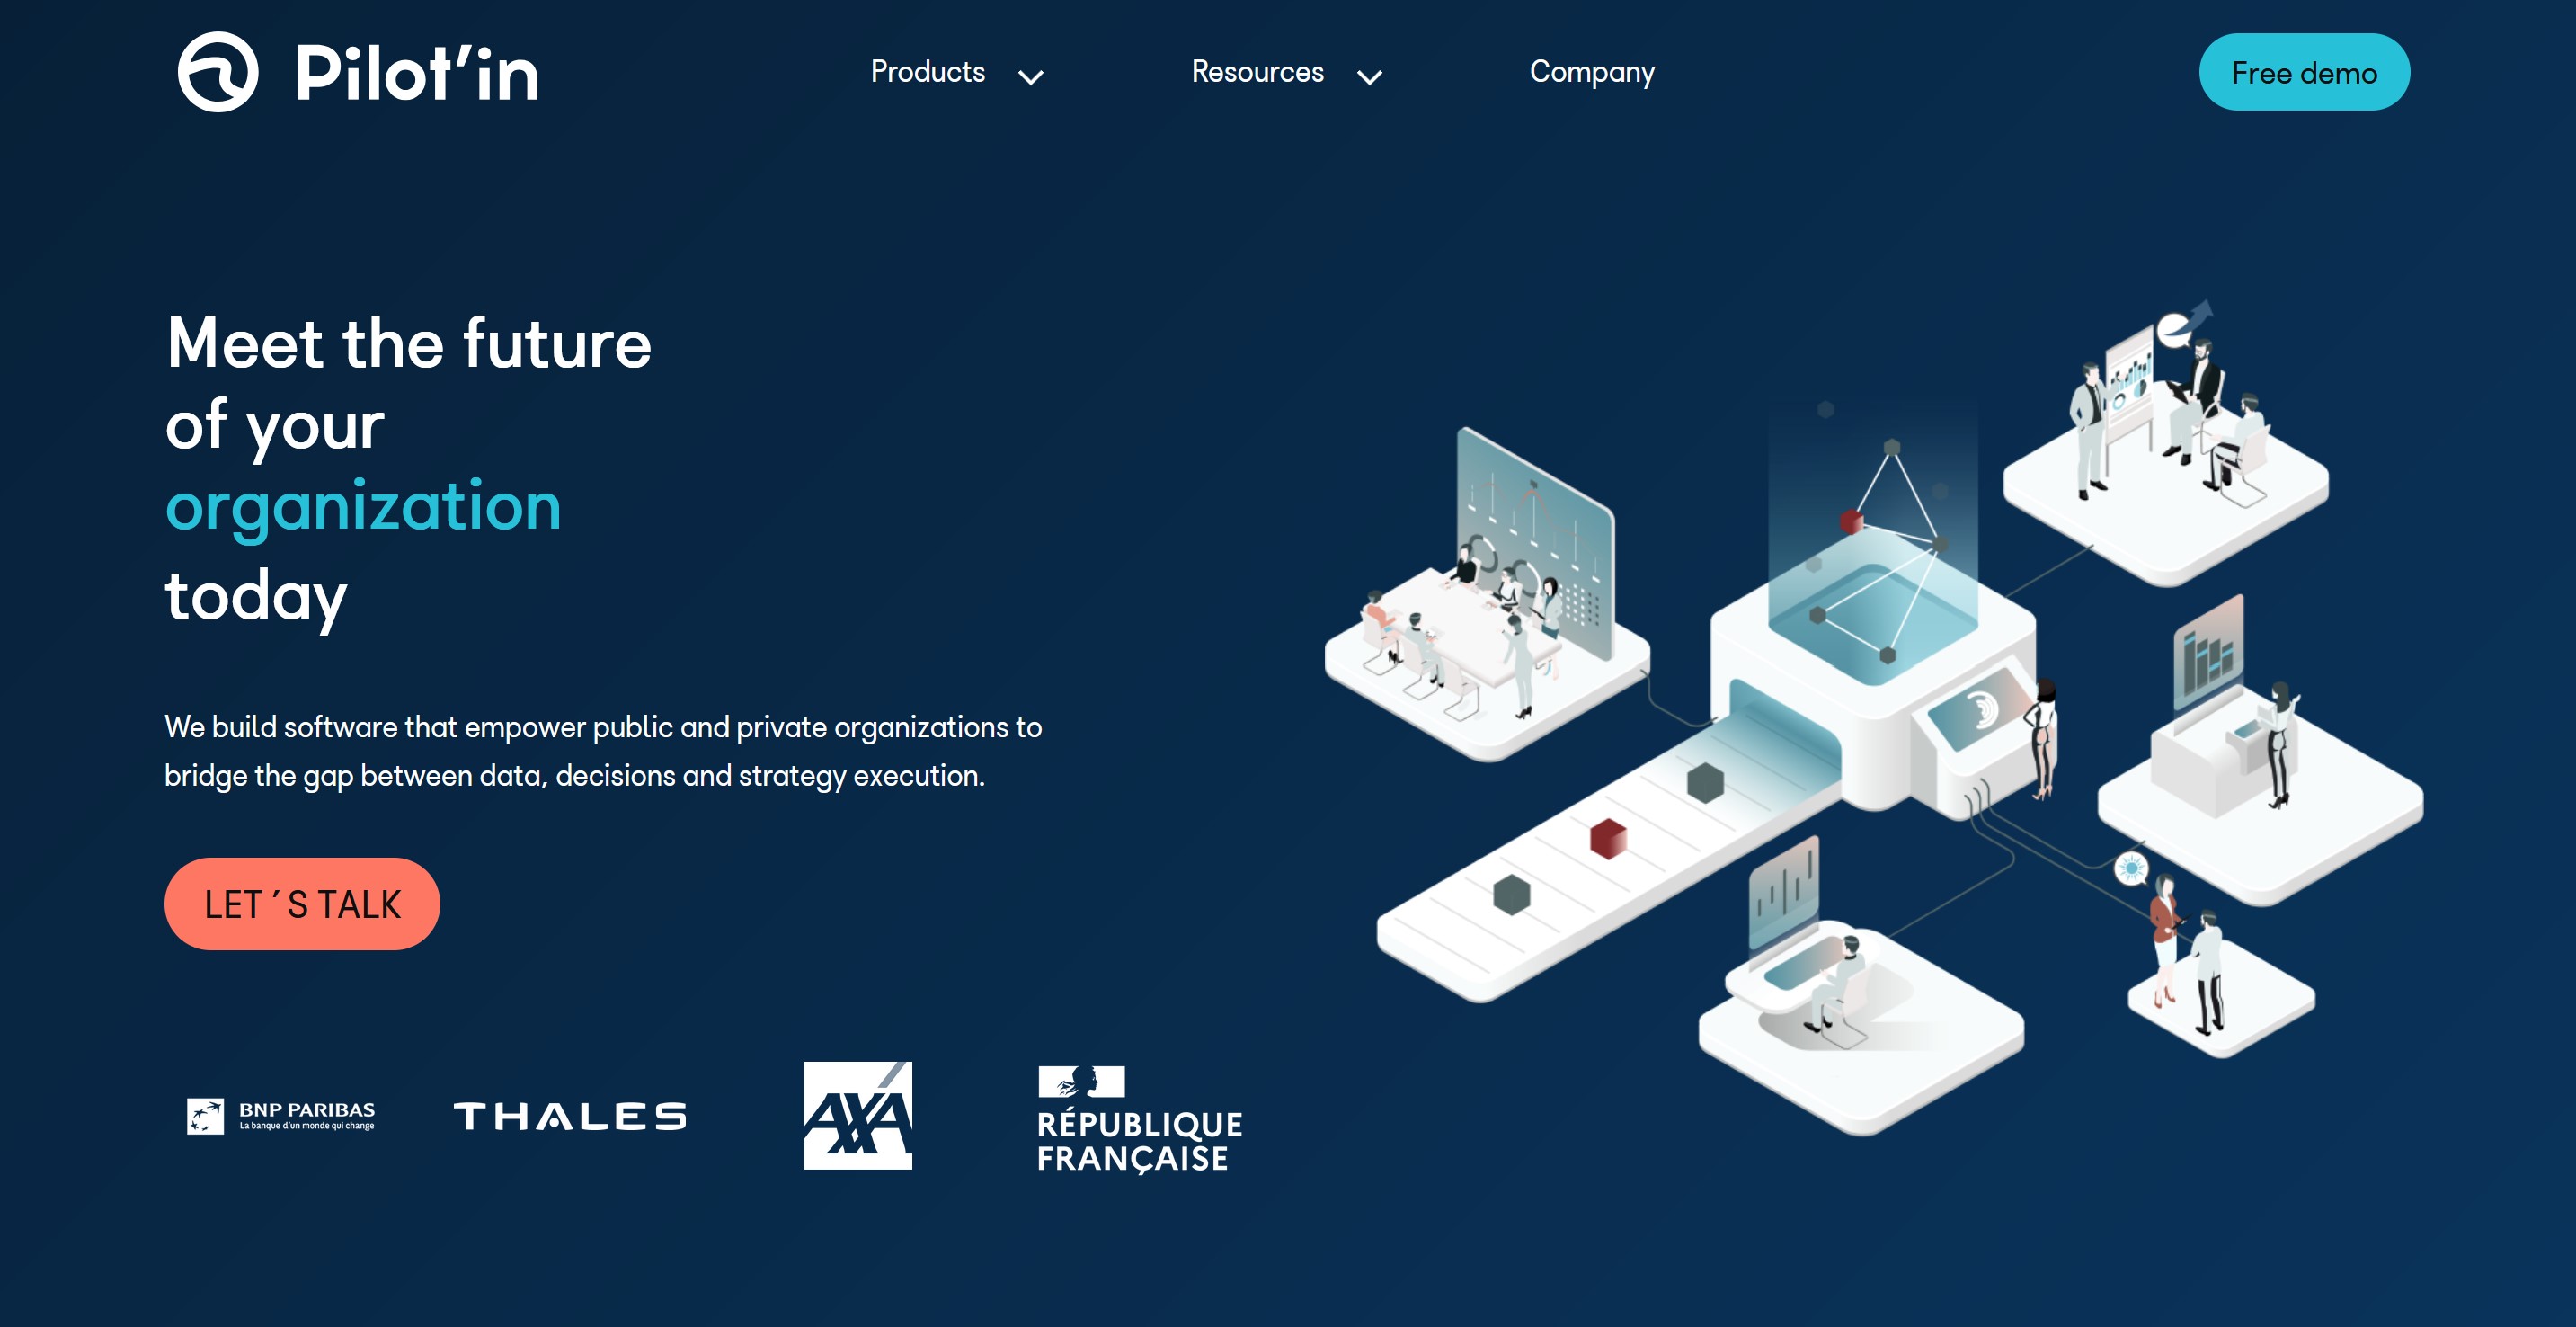 Pilot’in
Products
Resources
Company
Free demo
Meet the future
of your
organization
today
We build software that empower public and private organizations to
bridge the gap between data, decisions and strategy execution.
LET´S TALK
BNP PARIBAS
La banque d'un monde qui change
THALES
AXA
RÉPUBLIQUE
FRANÇAISE